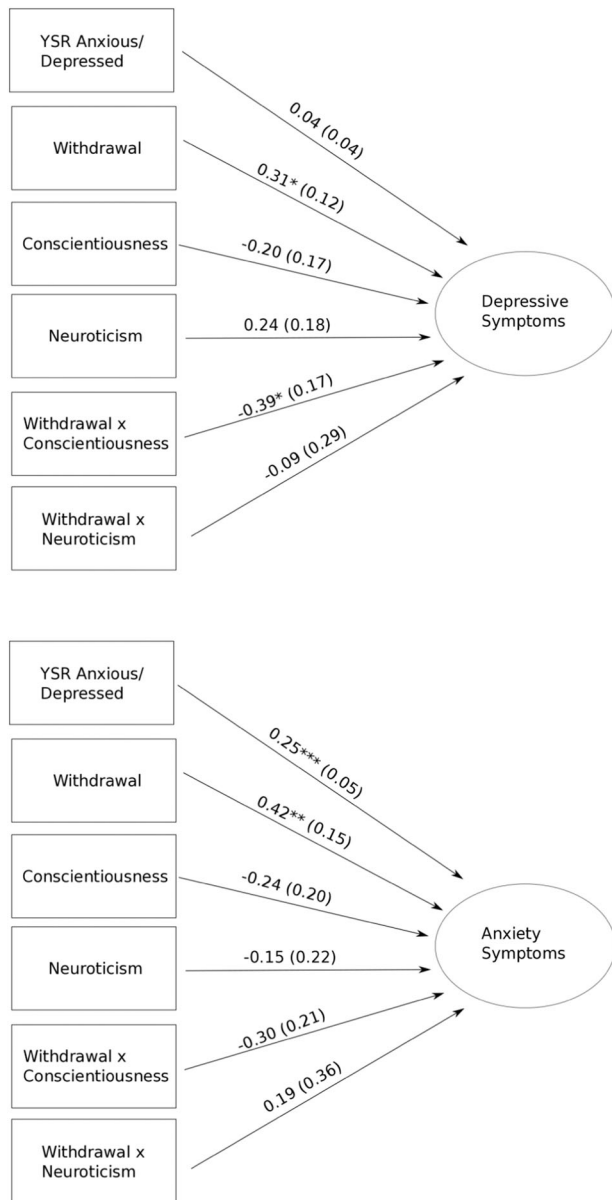 YSR Anxious/
Depressed
0.04 (0.04)
Withdrawal
0.31* (0.12)
Conscientiousness
-0.20 (0.17)
Depressive
Symptoms
Neuroticism
0.24 (0.18)
Withdrawal x
Conscientiousness
-0.39* (0.17)
Withdrawal x
Neuroticism
-0.09 (0.29)
YSR Anxious/
Depressed
0.25*** (0.05)
Withdrawal
0.42** (0.15)
Conscientiousness
-0.24 (0.20)
Anxiety
Symptoms
Neuroticism
-0.15 (0.22)
Withdrawal x
Conscientiousness
-0.30 (0.21)
Withdrawal x
Neuroticism
0.19 (0.36)